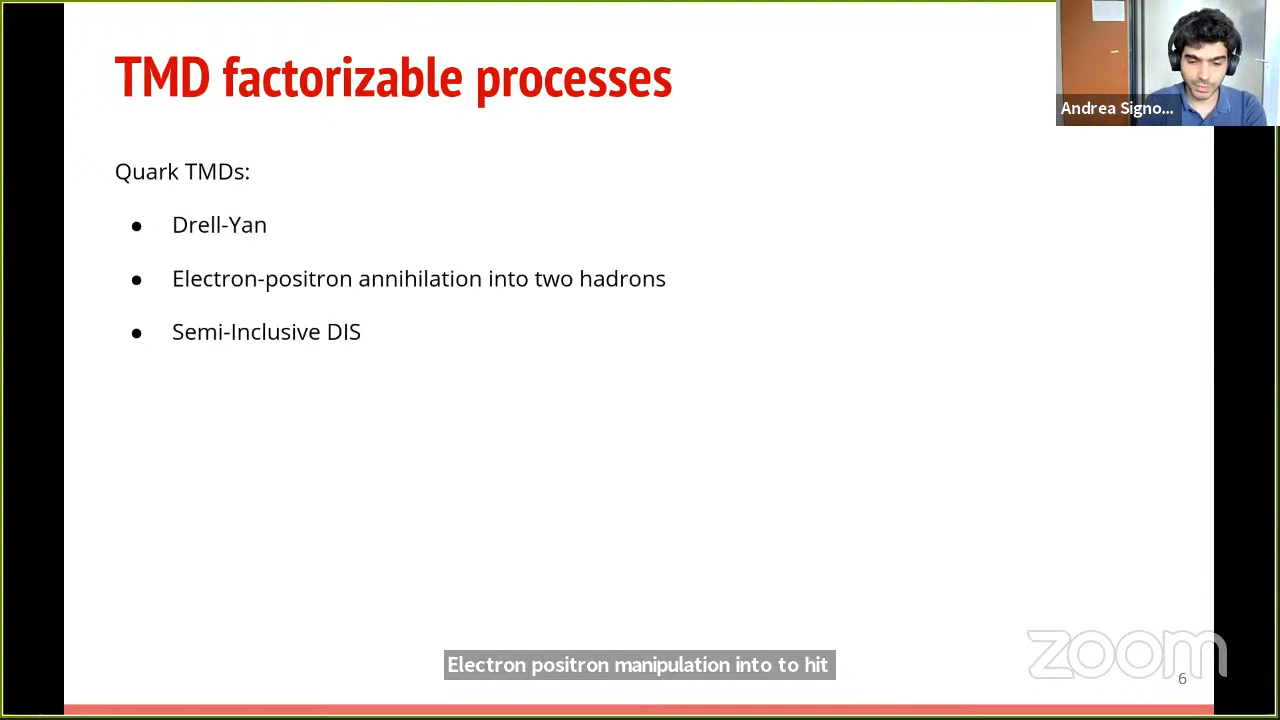 TMD factorizable processes
Andrea Signo...
Quark TMDs:
● Drell-Yan
● Electron-positron annihilation into two hadrons
● Semi-Inclusive DIS
Electron positron manipulation into to hit
zoom
6